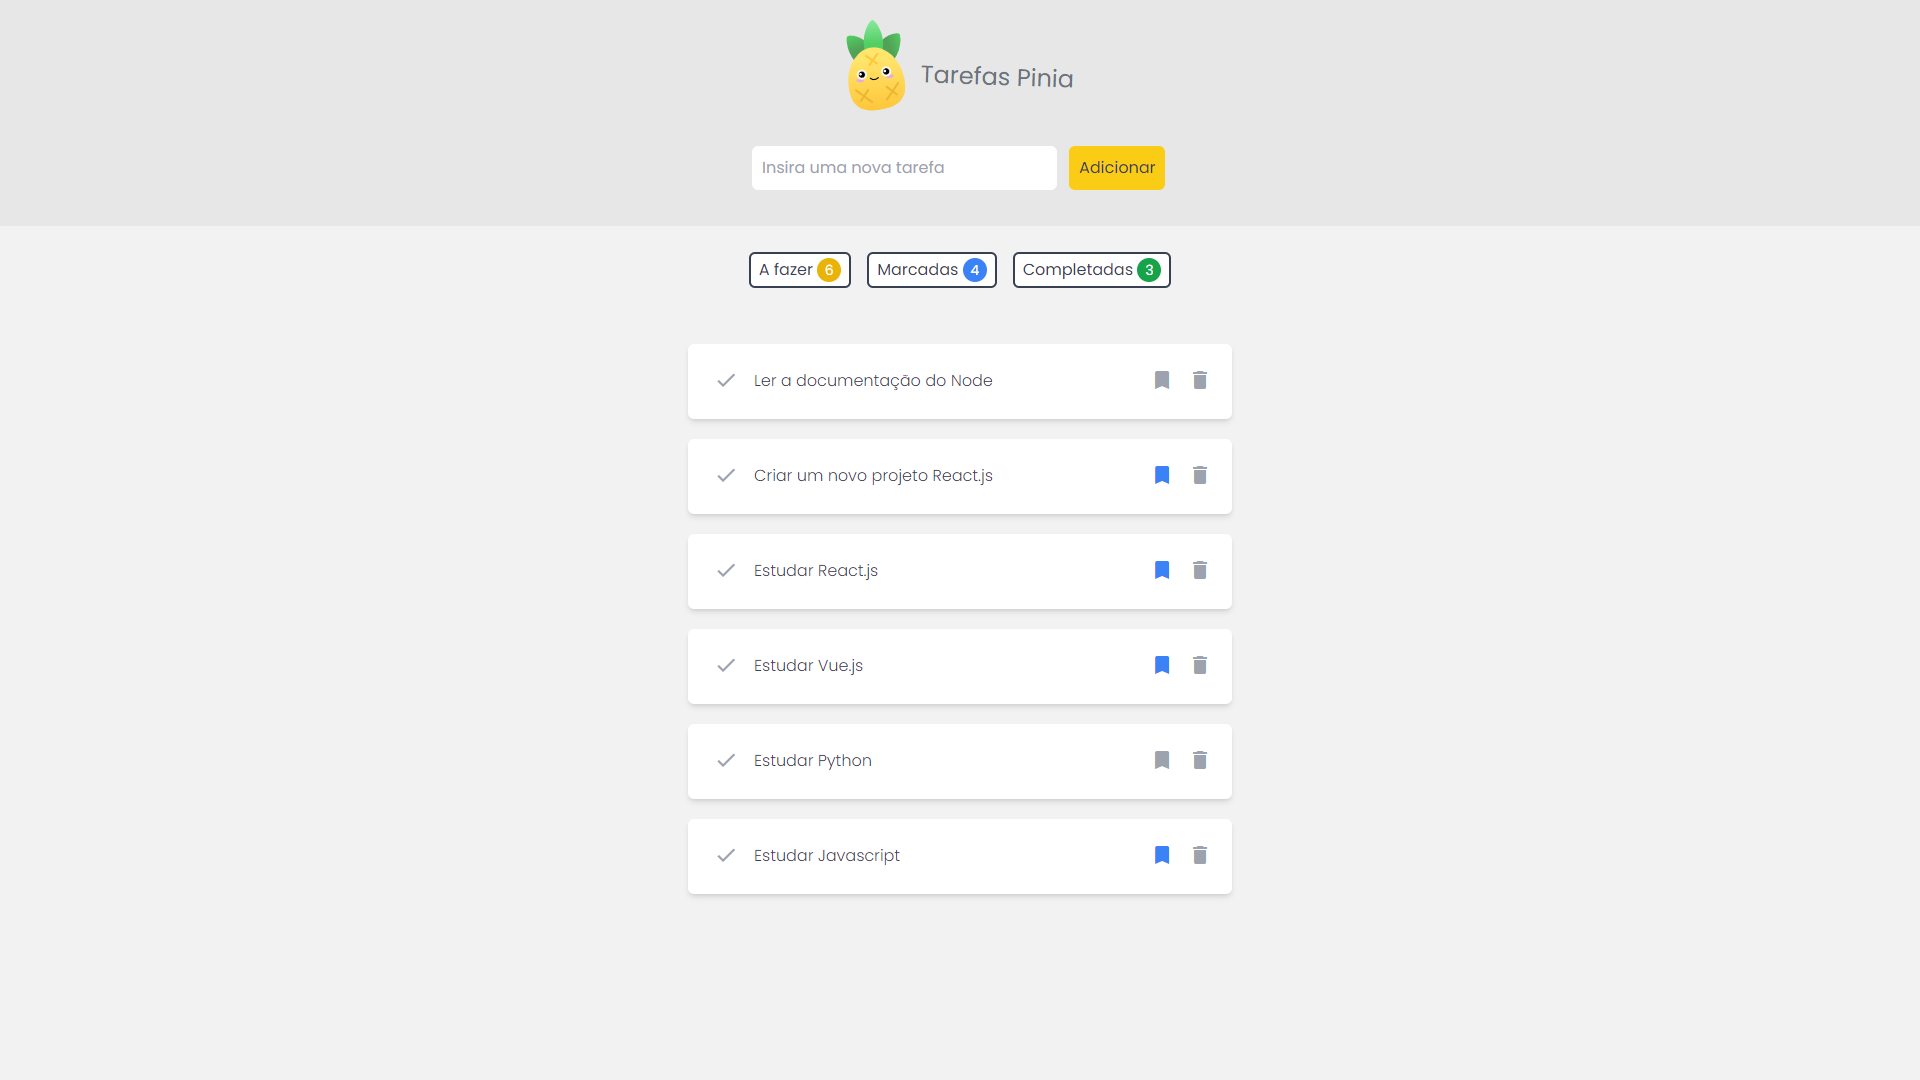 Tarefas Pinia
Insira uma nova tarefa
Adicionar
A fazer 6
Marcadas 4
Completadas 3
Ler a documentação do Node
Criar um novo projeto React.js
Estudar React.js
Estudar Vue.js
Estudar Python
Estudar Javascript